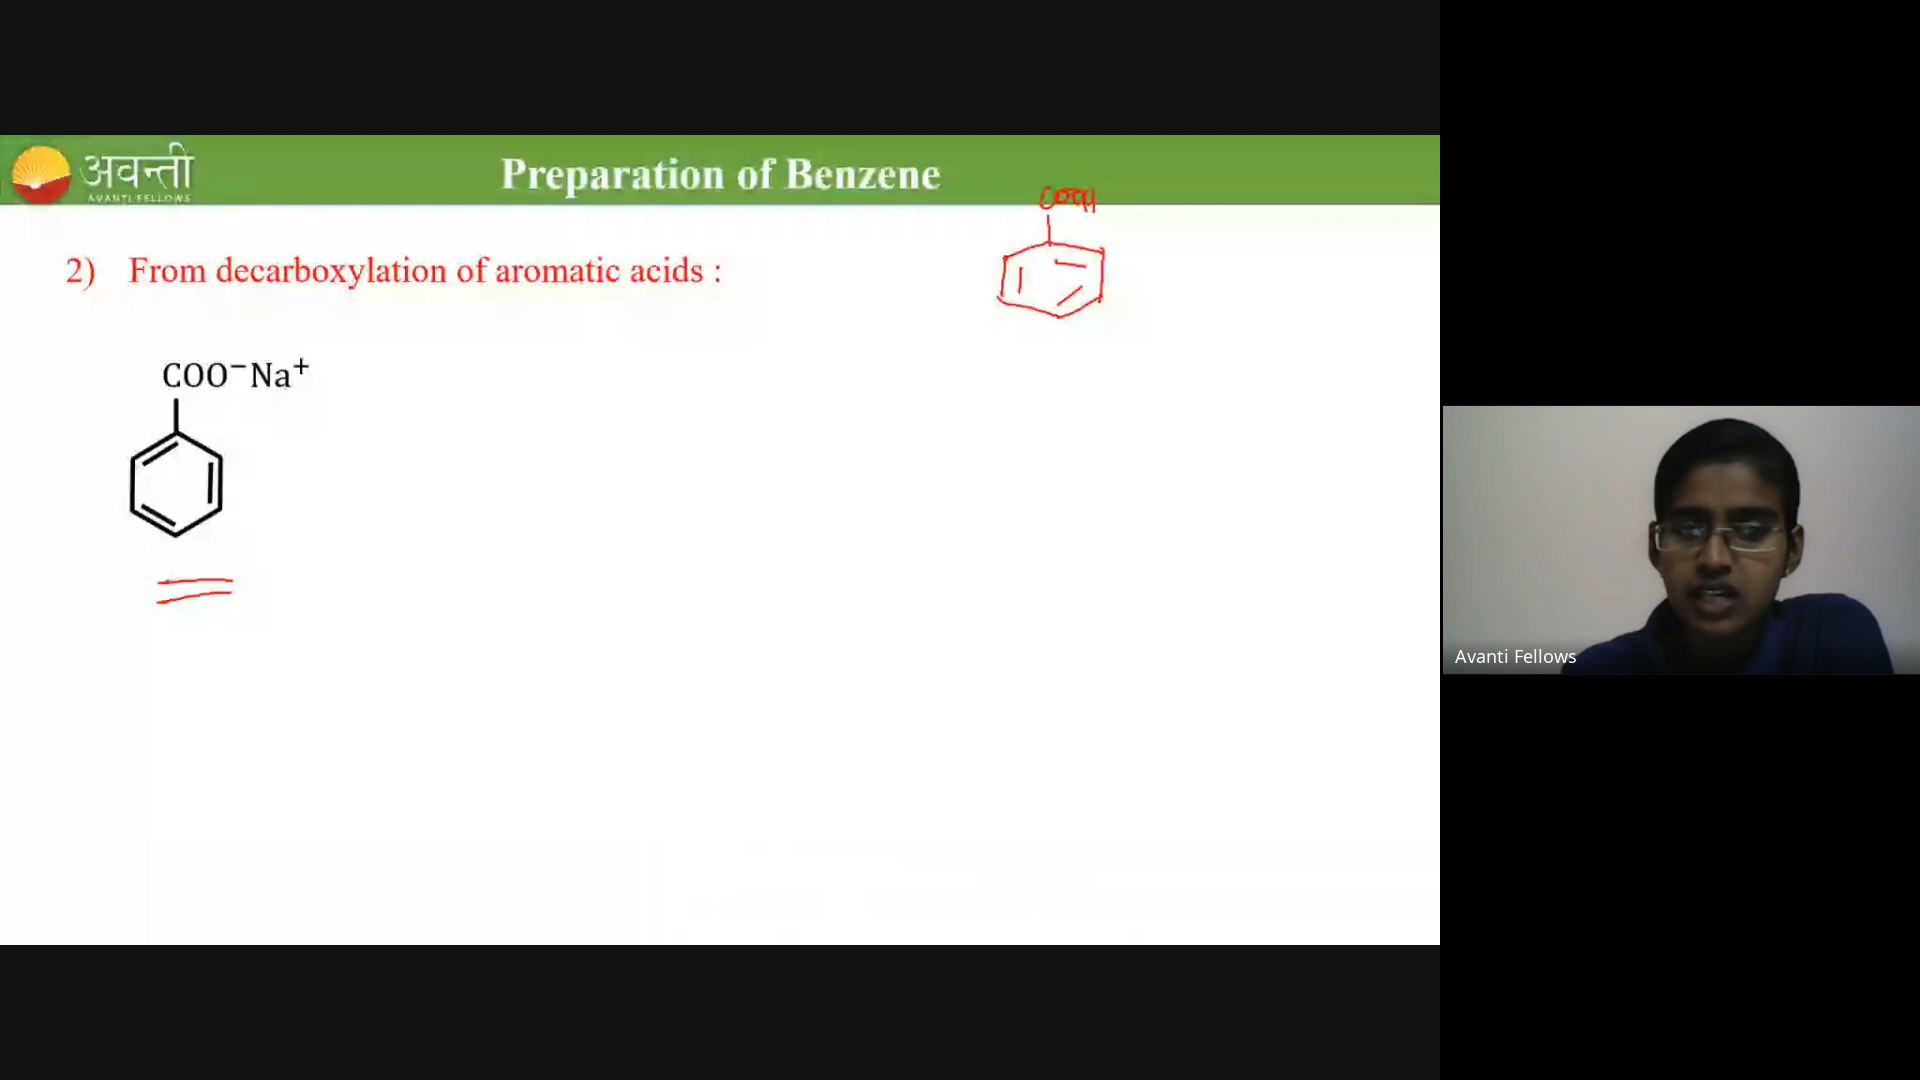 अवन्ती
AVANTI FELLOWS
Preparation of Benzene
COOH
2) From decarboxylation of aromatic acids :
COO⁻Na⁺
Avanti Fellows